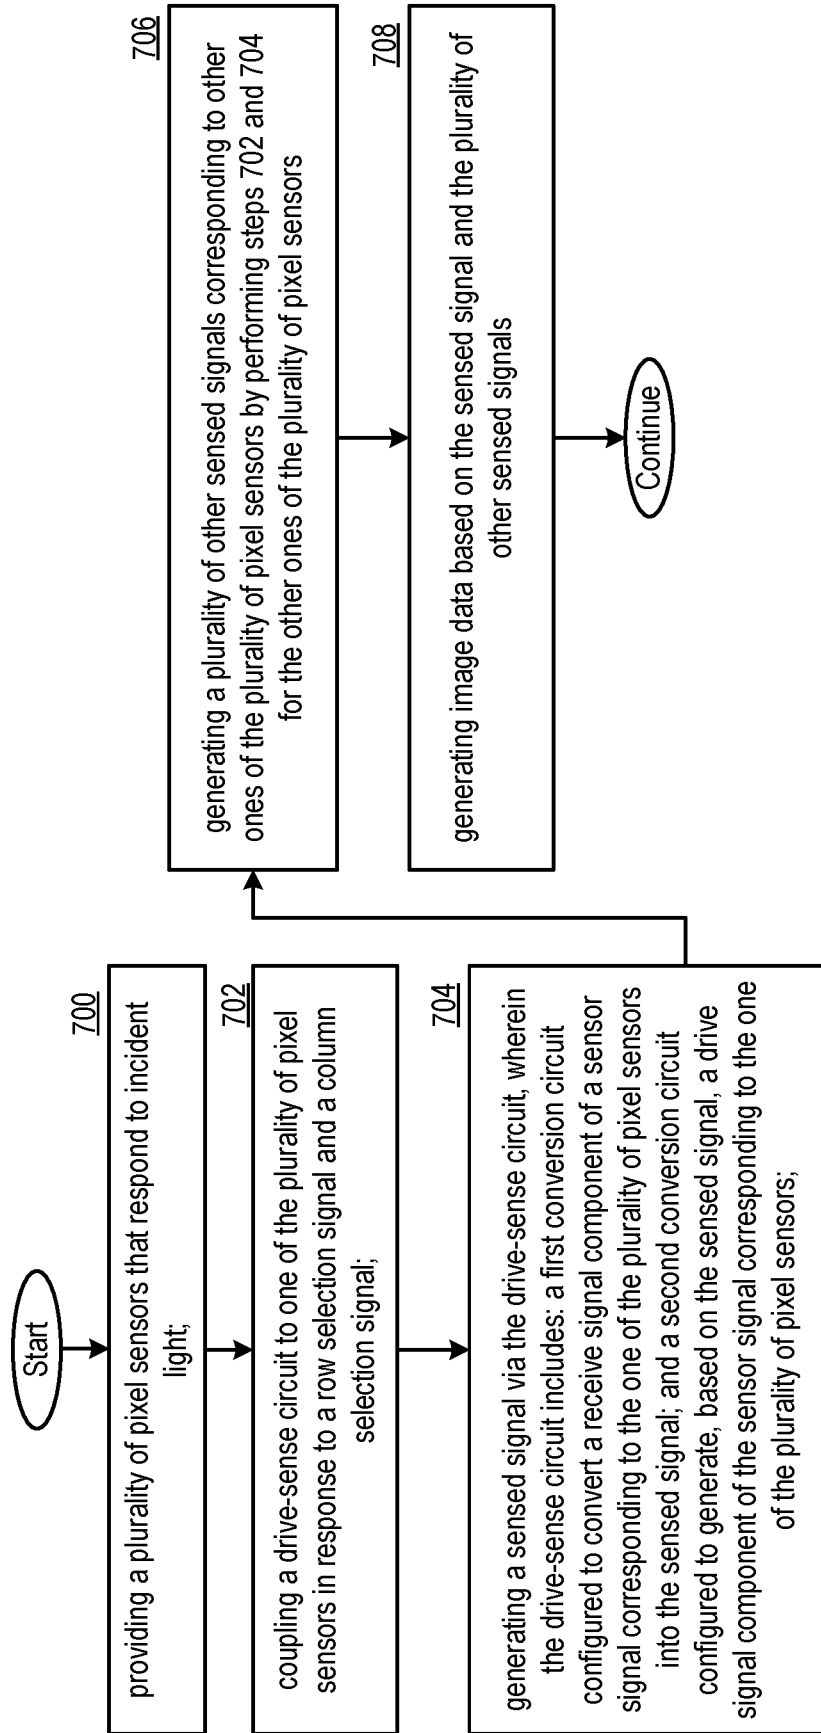 Start
700
providing a plurality of pixel sensors that respond to incident
light;
702
coupling a drive-sense circuit to one of the plurality of pixel
sensors in response to a row selection signal and a column
selection signal;
704
generating a sensed signal via the drive-sense circuit, wherein
the drive-sense circuit includes: a first conversion circuit
configured to convert a receive signal component of a sensor
signal corresponding to the one of the plurality of pixel sensors
into the sensed signal; and a second conversion circuit
configured to generate, based on the sensed signal, a drive
signal component of the sensor signal corresponding to the one
of the plurality of pixel sensors;
706
generating a plurality of other sensed signals corresponding to other
ones of the plurality of pixel sensors by performing steps 702 and 704
for the other ones of the plurality of pixel sensors
708
generating image data based on the sensed signal and the plurality of
other sensed signals
Continue